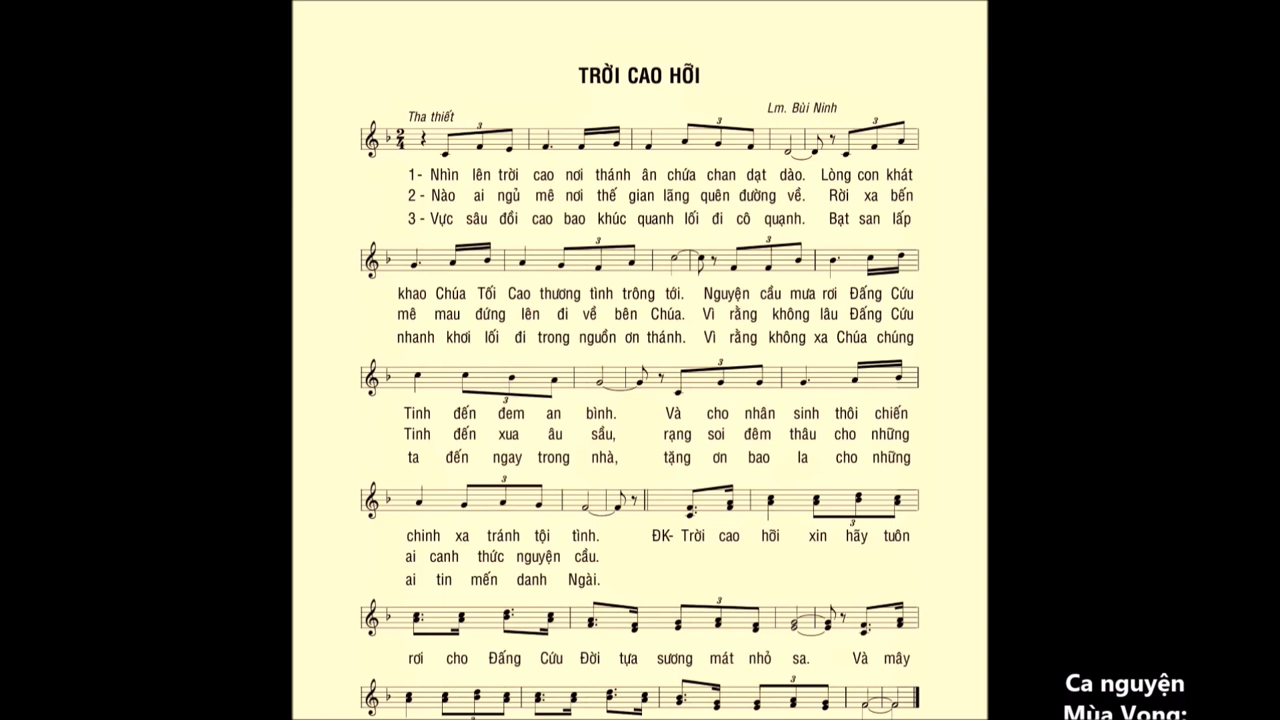 TRỜI CAO HỠI
Tha thiết
Lm. Bùi Ninh
1- Nhìn lên trời cao nơi thánh ân chứa chan dạt dào. Lòng con khát
2 - Nào ai ngủ mê nơi thế gian lãng quên đường về. Rời xa bến
3 - Vực sâu đồi cao bao khúc quanh lối đi cô quạnh. Bạt san lấp
khao Chúa Tối Cao thương tình trông tới. Nguyện cầu mưa rơi Đấng Cứu
mê mau đứng lên đi về bên Chúa. Vì rằng không lâu Đấng Cứu
nhanh khơi lối đi trong nguồn ơn thánh. Vì rằng không xa Chúa chúng
Tinh đến đem an bình. Và cho nhân sinh thôi chiến
Tinh đến xua âu sầu, rạng soi đêm thâu cho những
ta đến ngay trong nhà, tặng ơn bao la cho những
chinh xa tránh tội tình. ĐK- Trời cao hỡi xin hãy tuôn
ai canh thức nguyện cầu.
ai tin mến danh Ngài.
rơi cho Đấng Cứu Đời tựa sương mát nhỏ sa. Và mây
Ca nguyện
Mùa Vọng: